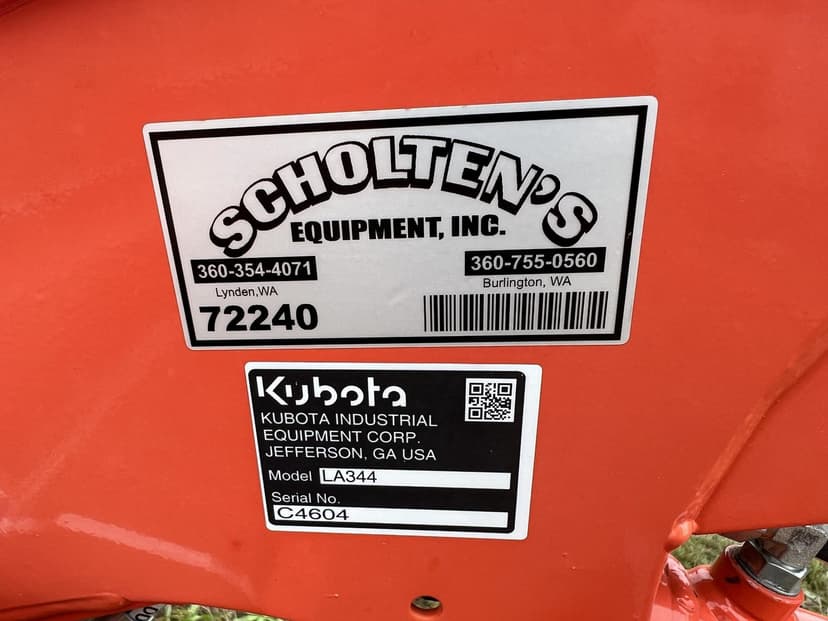 SCHOLTEN'S
EQUIPMENT, INC.
360-354-4071
Lynden,WA
72240
360-755-0560
Burlington, WA
Kubota
KUBOTA INDUSTRIAL
EQUIPMENT CORP.
JEFFERSON, GA USA
Model LA344
Serial No.
C4604